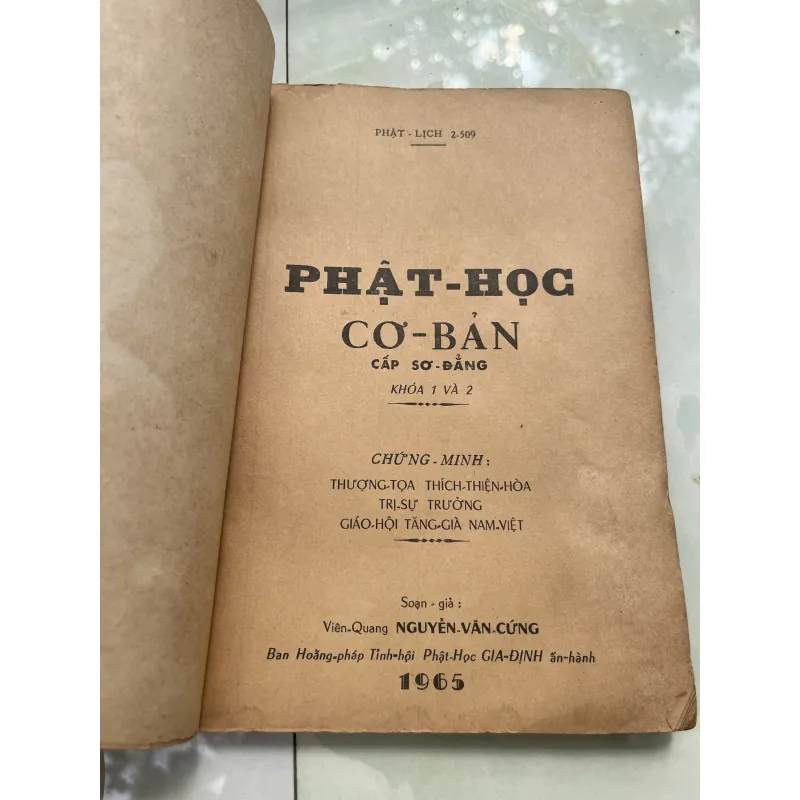 PHẬT - LỊCH 2.509
PHẬT-HỌC
CƠ-BẢN
CẤP SƠ-ĐẲNG
KHÓA 1 VÀ 2
CHỨNG - MINH :
THƯỢNG-TỌA THÍCH-THIỆN-HÒA
TRỊ-SỰ TRƯỞNG
GIÁO-HỘI TĂNG-GIÀ NAM-VIỆT
Soạn - giả :
Viên-Quang NGUYỄN-VĂN-CỨNG
Ban Hoằng-pháp Tỉnh-hội Phật-Học GIA-ĐỊNH ấn-hành
1965